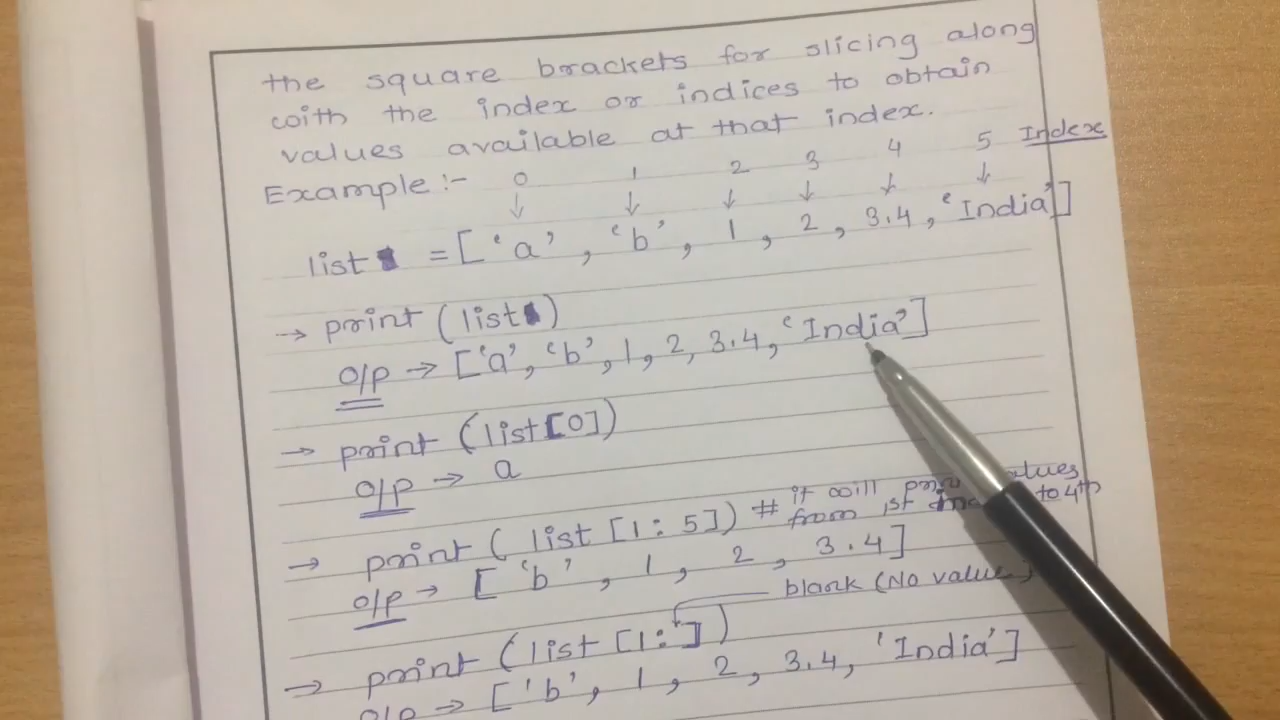 the square brackets for slicing along
with the index or indices to obtain
values available at that index.
Example :- 0 1 2 3 4 5 Index
↓ ↓ ↓ ↓ ↓ ↓
list = ['a', 'b', 1, 2, 3.4, 'India']
→ print (list)
O/P → ['a', 'b', 1, 2, 3.4, 'India']
→ print (list[0])
O/P → a
→ print ( list [1 : 5]) # it will
from 1st to 4th
O/P → [ 'b', 1, 2, 3.4]
blank (No value)
→ print (list [1: ])
O/P → ['b', 1, 2, 3.4, 'India']